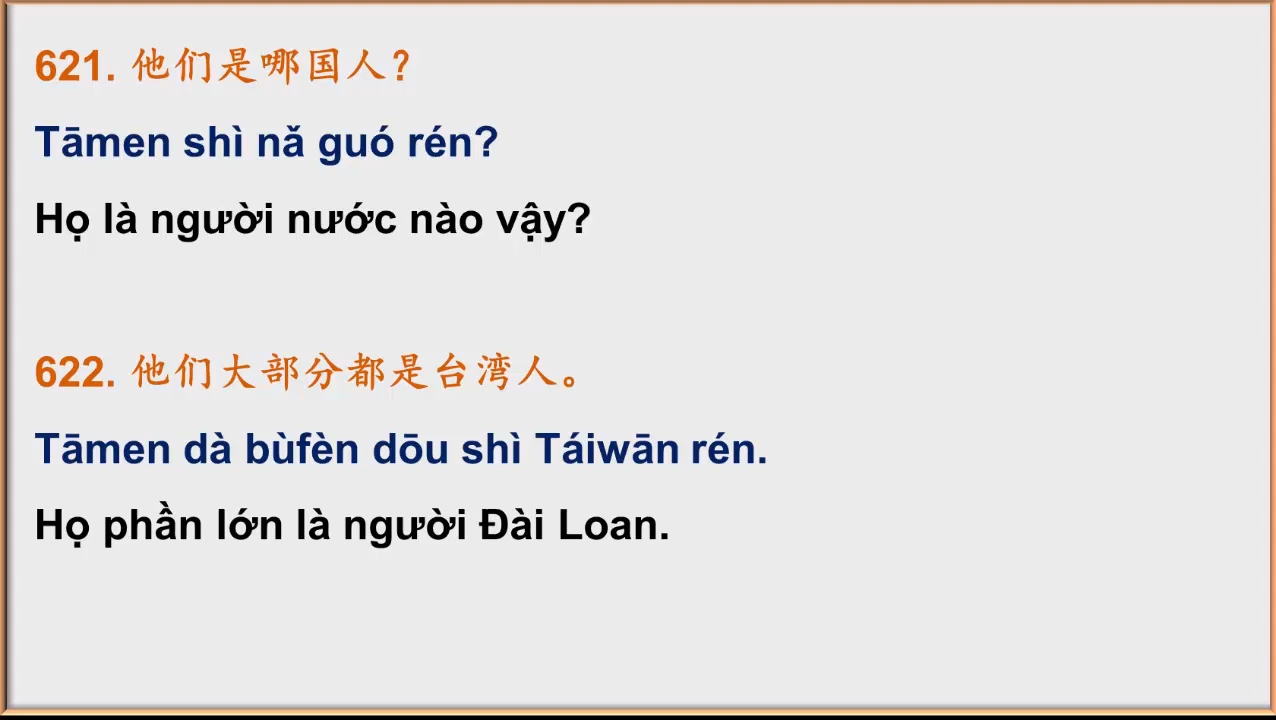 621. 他们是哪国人？
Tāmen shì nǎ guó rén?
Họ là người nước nào vậy?
622. 他们大部分都是台湾人。
Tāmen dà bùfèn dōu shì Táiwān rén.
Họ phần lớn là người Đài Loan.